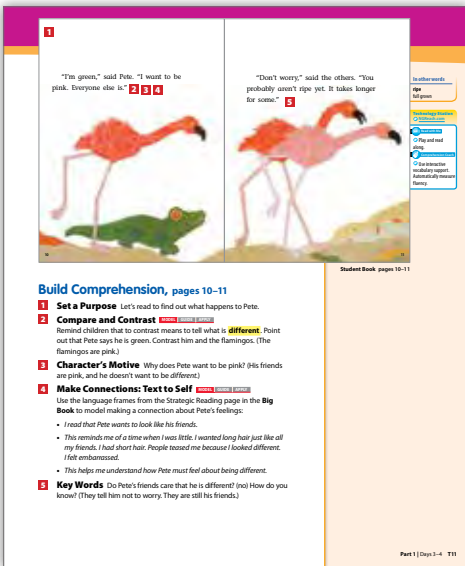 1
"I'm green," said Pete. "I want to be
pink. Everyone else is." 2 3 4
"Don't worry," said the others. "You
probably aren't ripe yet. It takes longer
for some." 5
10
11
In other words
ripe
full grown
Technology Station
Play and read
along.
Use interactive
vocabulary support.
Automatically measure
fluency.
Student Book pages 10–11
Build Comprehension, pages 10–11
1 Set a Purpose Let's read to find out what happens to Pete.
2 Compare and Contrast MODEL GUIDE APPLY
Remind children that to contrast means to tell what is different. Point
out that Pete says he is green. Contrast him and the flamingos. (The
flamingos are pink.)
3 Character's Motive Why does Pete want to be pink? (His friends
are pink, and he doesn't want to be different.)
4 Make Connections: Text to Self MODEL GUIDE APPLY
Use the language frames from the Strategic Reading page in the Big
Book to model making a connection about Pete's feelings:
• I read that Pete wants to look like his friends.
• This reminds me of a time when I was little. I wanted long hair just like all
my friends. I had short hair. People teased me because I looked different.
I felt embarrassed.
• This helps me understand how Pete must feel about being different.
5 Key Words Do Pete's friends care that he is different? (no) How do you
know? (They tell him not to worry. They are still his friends.)
Part 1 | Days 3–4 T11